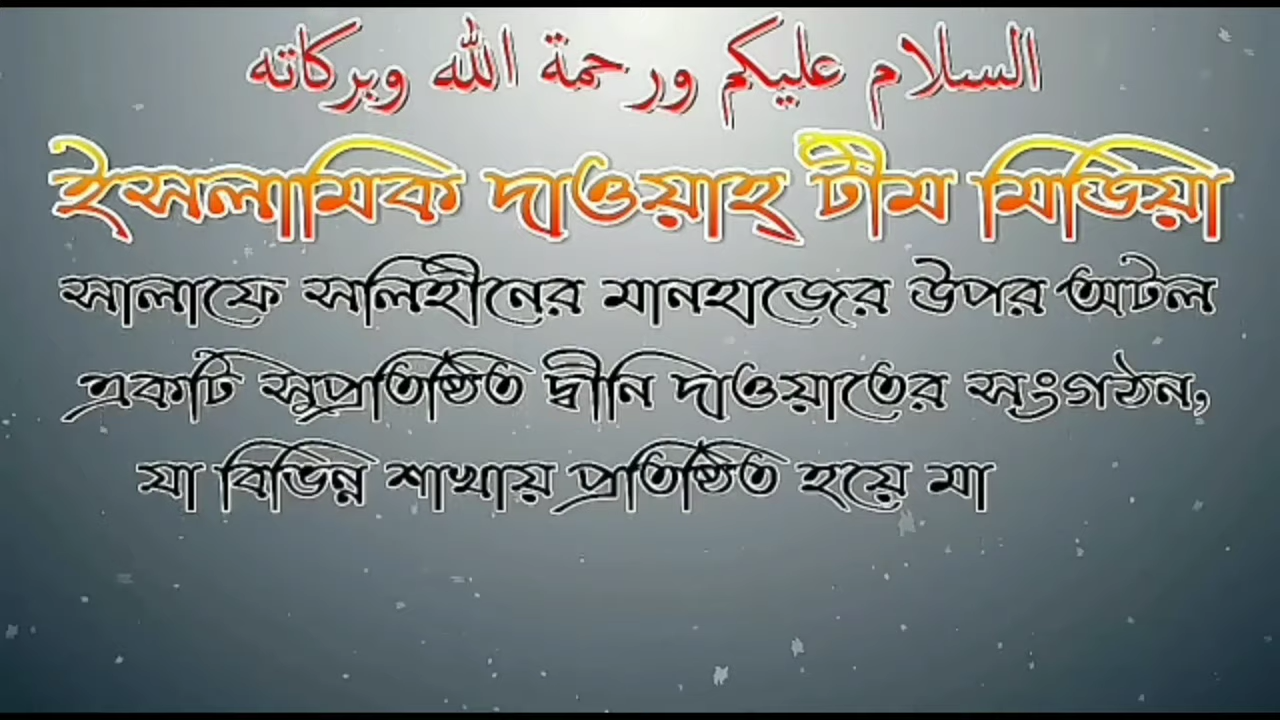 السلام عليكم ورحمة الله وبركاته
ইসলামিক দাওয়াহ্ টীম মিডিয়া
সালাফে সলিহীনের মানহাজের উপর অটল
একটি সুপ্রতিষ্ঠিত দ্বীনি দাওয়াতের সংগঠন,
যা বিভিন্ন শাখায় প্রতিষ্ঠিত হয়ে মা